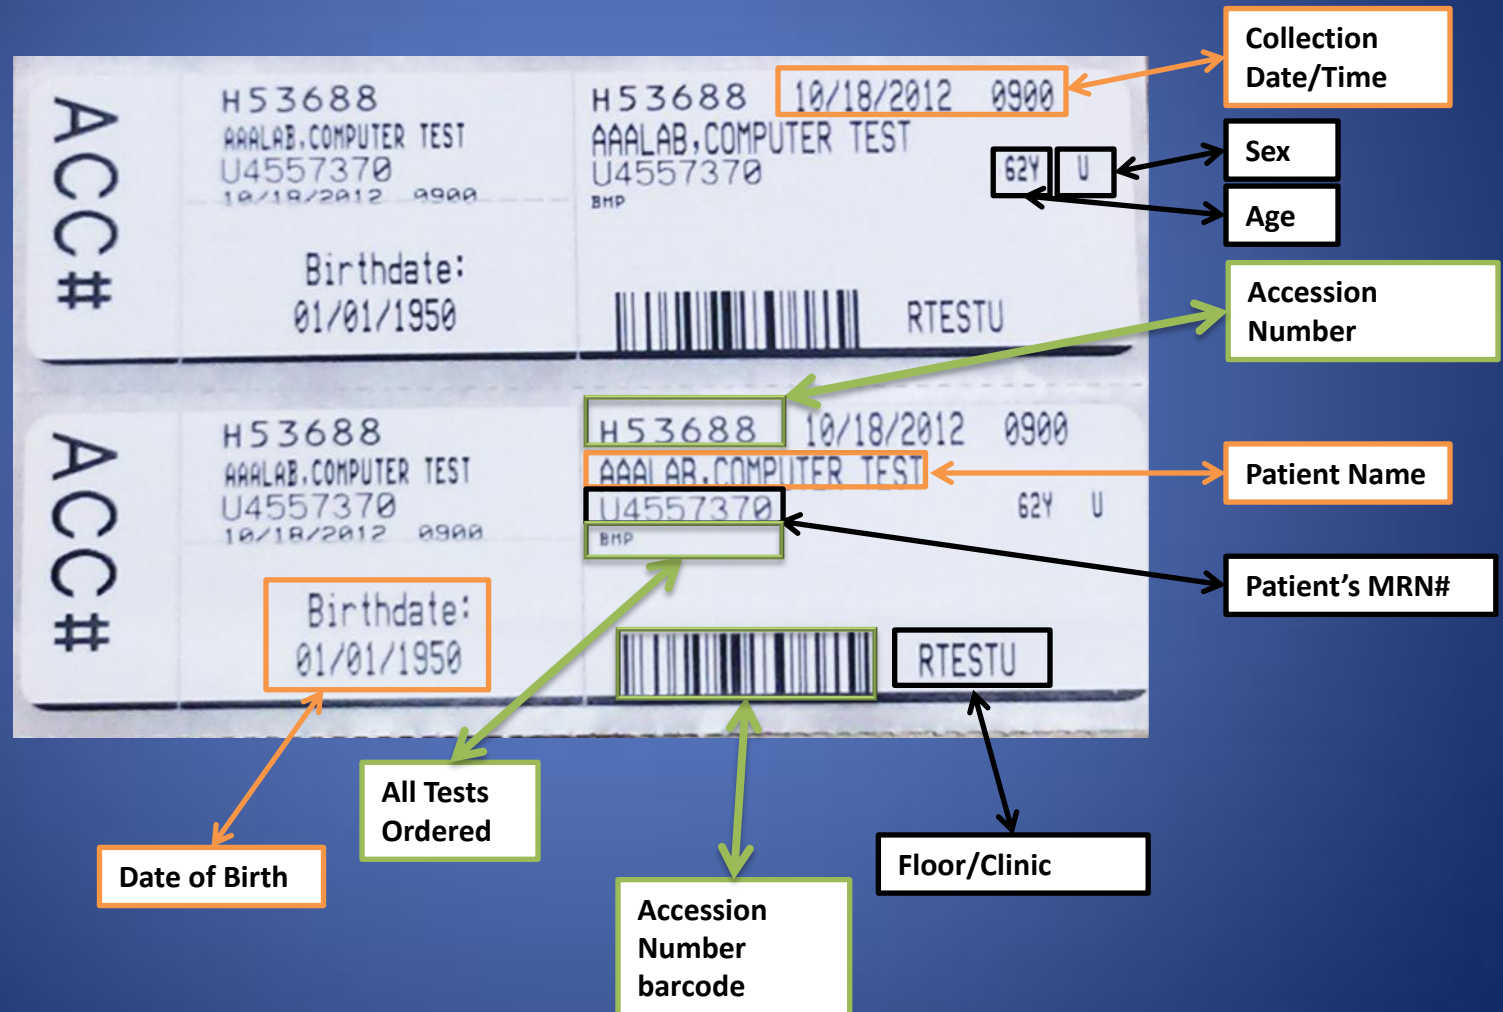 Collection
Date/Time
ACC#
H53688
AAALAB,COMPUTER TEST
U4557370
10/18/2012 0900
Birthdate:
01/01/1950
H53688 10/18/2012 0900
AAALAB,COMPUTER TEST
U4557370
62Y U
BMP
RTESTU
Sex
Age
Accession
Number
ACC#
H53688
AAALAB,COMPUTER TEST
U4557370
10/18/2012 0900
Birthdate:
01/01/1950
H53688 10/18/2012 0900
AAALAB,COMPUTER TEST
U4557370
62Y U
BMP
RTESTU
Patient Name
Patient’s MRN#
All Tests
Ordered
Date of Birth
Floor/Clinic
Accession
Number
barcode